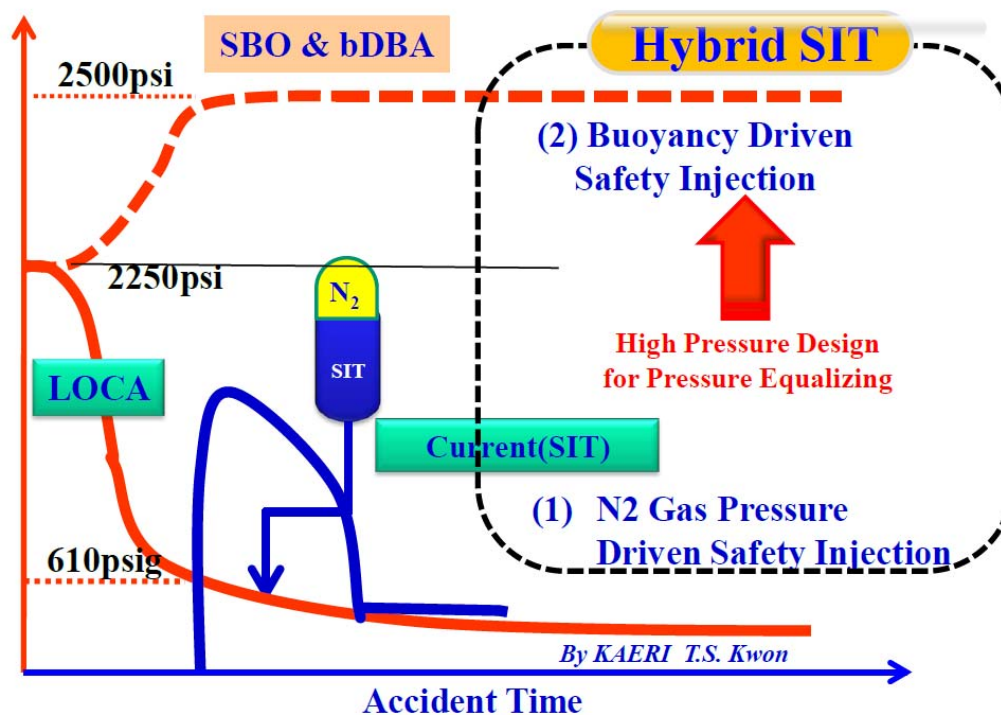 SBO & bDBA
Hybrid SIT
2500psi
(2) Buoyancy Driven
Safety Injection
2250psi
N2
SIT
High Pressure Design
for Pressure Equalizing
LOCA
Current(SIT)
(1) N2 Gas Pressure
Driven Safety Injection
610psig
By KAERI T.S. Kwon
Accident Time